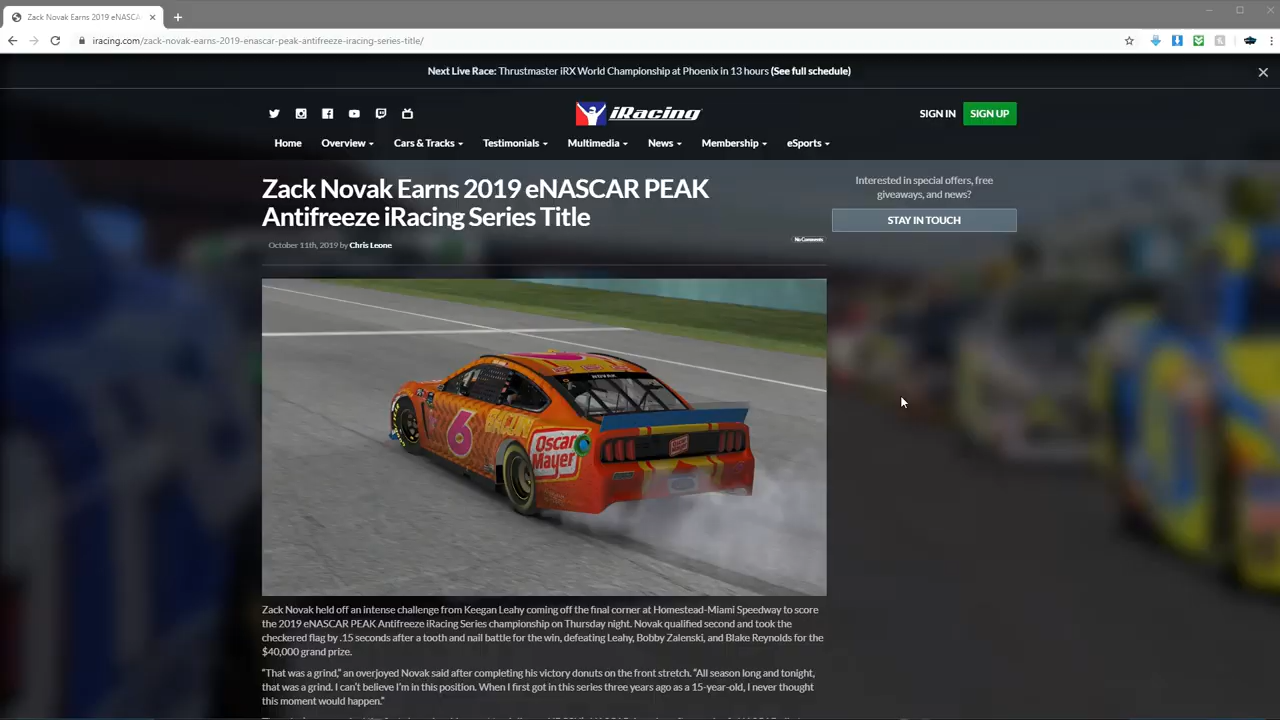 Zack Novak Earns 2019 eNASCA
iracing.com/zack-novak-earns-2019-enascar-peak-antifreeze-iracing-series-title/
Next Live Race: Thrustmaster iRX World Championship at Phoenix in 13 hours (See full schedule)
iRacing
SIGN IN SIGN UP
Home Overview Cars & Tracks Testimonials Multimedia News Membership eSports
Zack Novak Earns 2019 eNASCAR PEAK
Antifreeze iRacing Series Title
October 11th, 2019 by Chris Leone
No Comments
Interested in special offers, free
giveaways, and news?
STAY IN TOUCH
NOVAK
6
BACON
Oscar
Mayer
Zack Novak held off an intense challenge from Keegan Leahy coming off the final corner at Homestead-Miami Speedway to score
the 2019 eNASCAR PEAK Antifreeze iRacing Series championship on Thursday night. Novak qualified second and took the
checkered flag by .15 seconds after a tooth and nail battle for the win, defeating Leahy, Bobby Zalenski, and Blake Reynolds for the
$40,000 grand prize.
“That was a grind,” an overjoyed Novak said after completing his victory donuts on the front stretch. “All season long and tonight,
that was a grind. I can’t believe I’m in this position. When I first got in this series three years ago as a 15-year-old, I never thought
this moment would happen.”